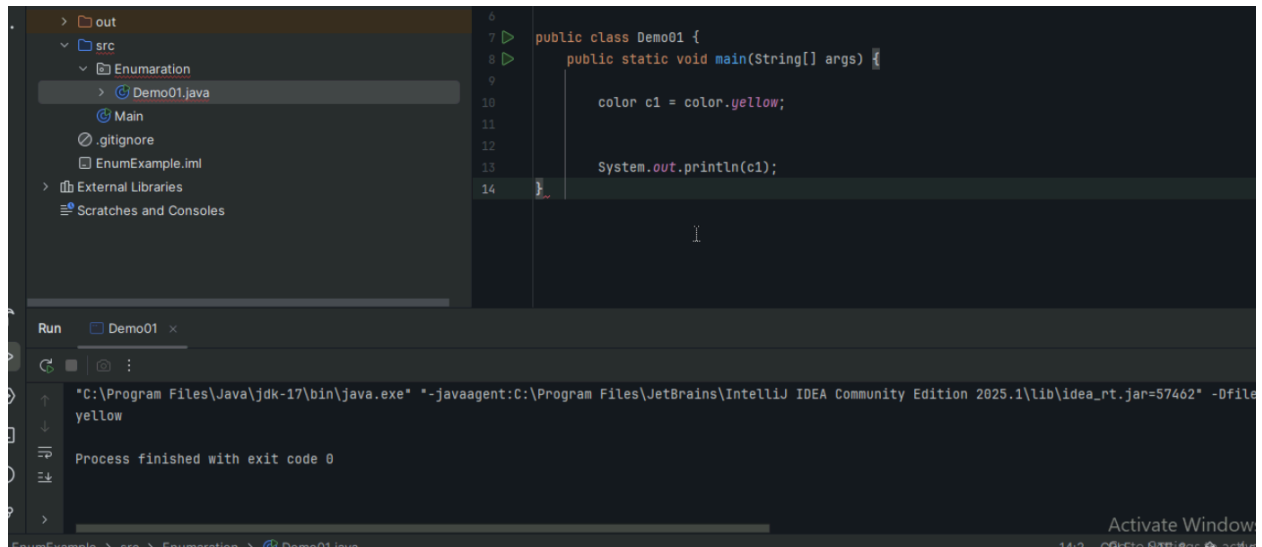 out
src
Enumaration
Demo01.java
Main
.gitignore
EnumExample.iml
External Libraries
Scratches and Consoles
6
7 public class Demo01 {
8 public static void main(String[] args) {
9
10 color c1 = color.yellow;
11
12
13 System.out.println(c1);
14 }
Run Demo01
"C:\Program Files\Java\jdk-17\bin\java.exe" "-javaagent:C:\Program Files\JetBrains\IntelliJ IDEA Community Edition 2025.1\lib\idea_rt.jar=57462" -Dfile
yellow
Process finished with exit code 0
Activate Windows
EnumExample > src > Enumaration > Demo01.java 14:2